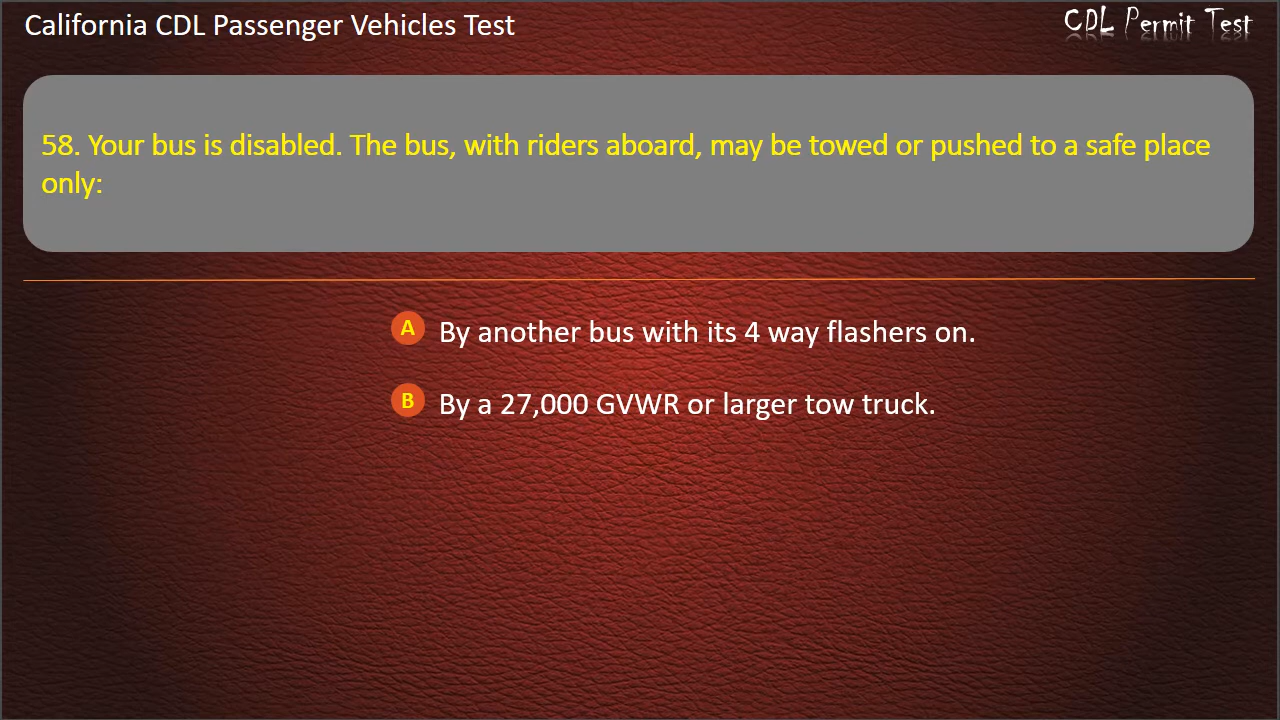 California CDL Passenger Vehicles Test
CDL Permit Test
58. Your bus is disabled. The bus, with riders aboard, may be towed or pushed to a safe place
only:
A By another bus with its 4 way flashers on.
B By a 27,000 GVWR or larger tow truck.